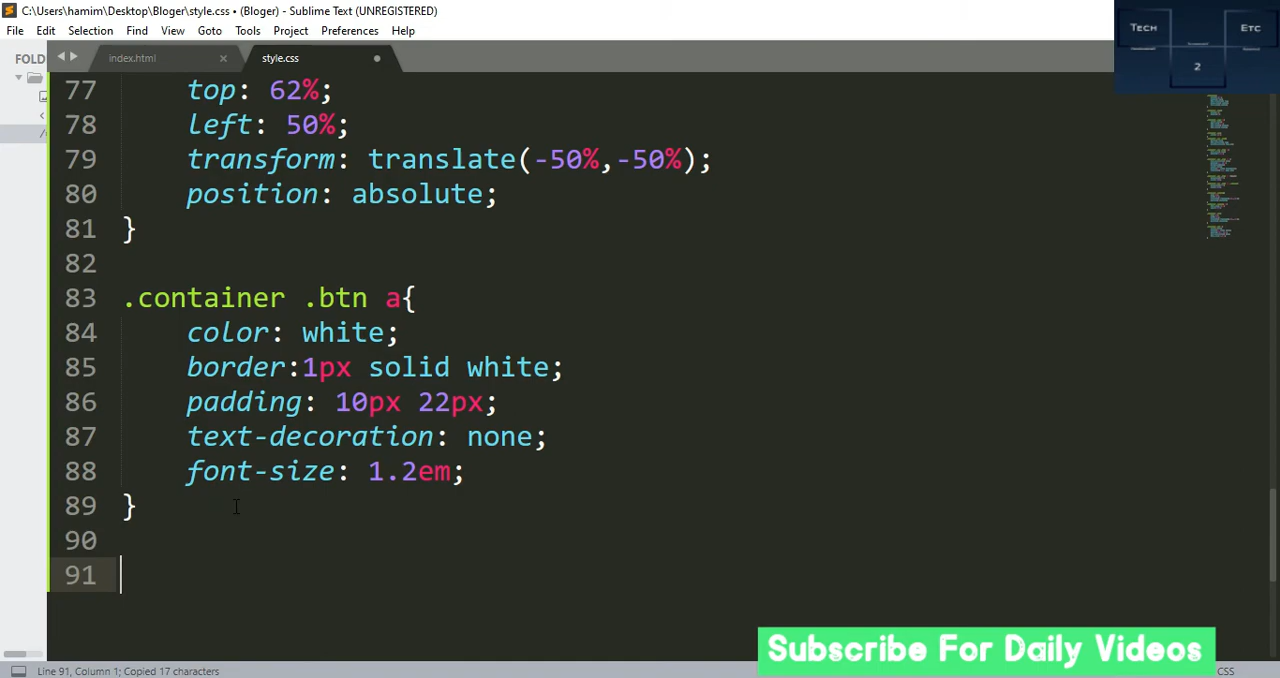 C:\Users\hamim\Desktop\Bloger\style.css • (Bloger) - Sublime Text (UNREGISTERED)
File Edit Selection Find View Goto Tools Project Preferences Help
Tech Etc
2
FOLD
index.html × style.css
77 top: 62%;
78 left: 50%;
79 transform: translate(-50%,-50%);
80 position: absolute;
81 }
82
83 .container .btn a{
84 color: white;
85 border:1px solid white;
86 padding: 10px 22px;
87 text-decoration: none;
88 font-size: 1.2em;
89 }
90
91
Subscribe For Daily Videos
Line 91, Column 1; Copied 17 characters CSS